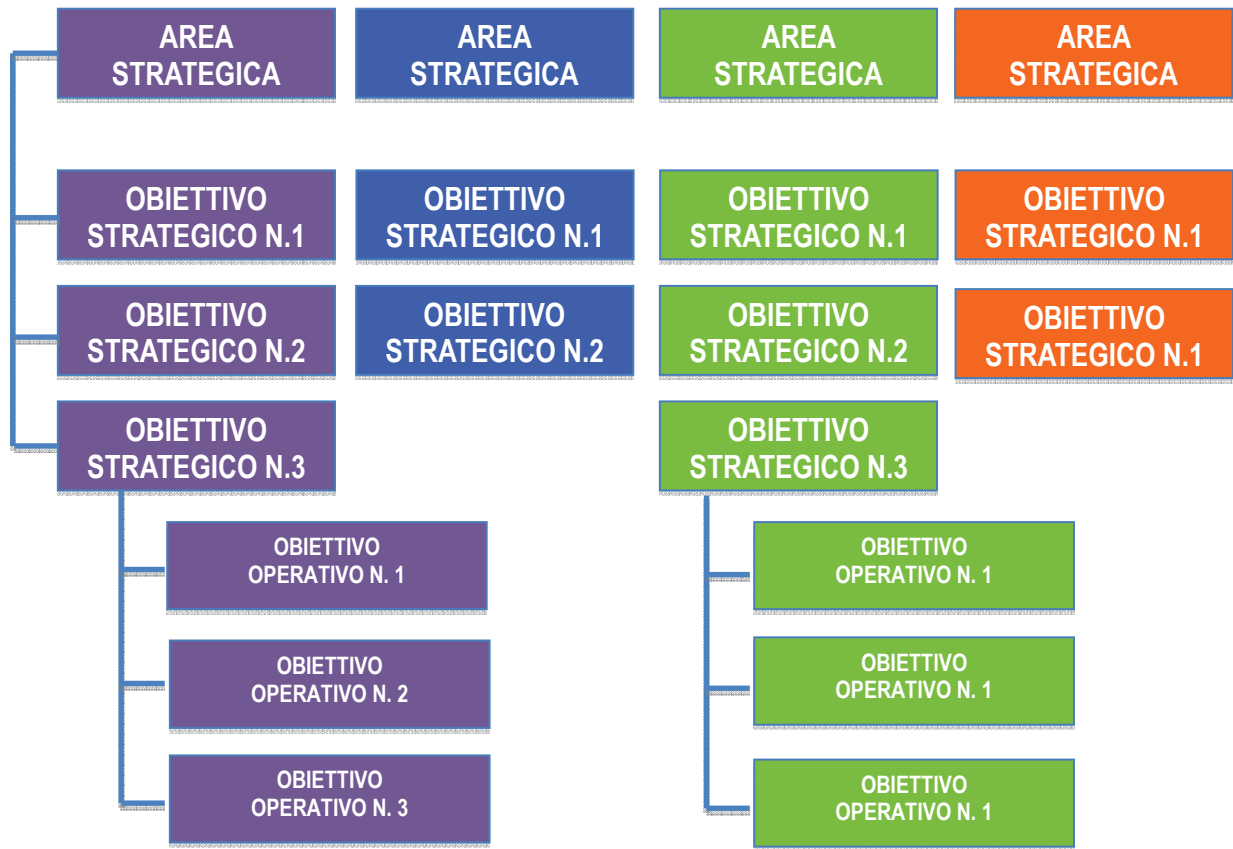 AREA
STRATEGICA
AREA
STRATEGICA
AREA
STRATEGICA
AREA
STRATEGICA
OBIETTIVO
STRATEGICO N.1
OBIETTIVO
STRATEGICO N.1
OBIETTIVO
STRATEGICO N.1
OBIETTIVO
STRATEGICO N.1
OBIETTIVO
STRATEGICO N.2
OBIETTIVO
STRATEGICO N.2
OBIETTIVO
STRATEGICO N.2
OBIETTIVO
STRATEGICO N.1
OBIETTIVO
STRATEGICO N.3
OBIETTIVO
STRATEGICO N.3
OBIETTIVO
OPERATIVO N. 1
OBIETTIVO
OPERATIVO N. 1
OBIETTIVO
OPERATIVO N. 2
OBIETTIVO
OPERATIVO N. 1
OBIETTIVO
OPERATIVO N. 3
OBIETTIVO
OPERATIVO N. 1